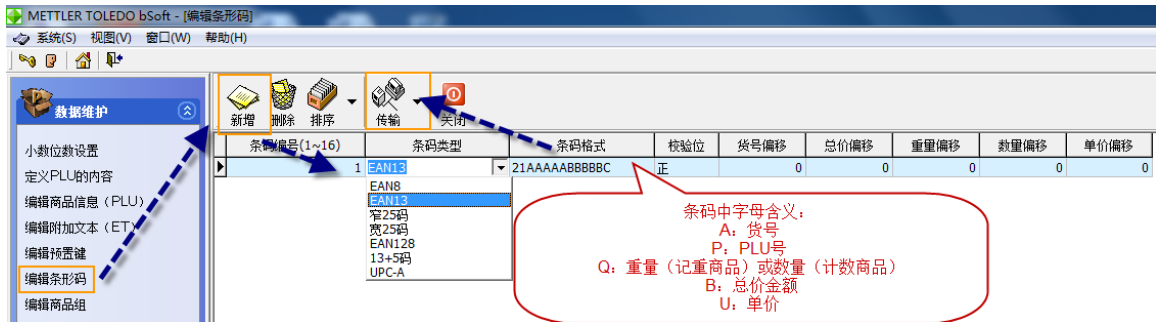 METTLER TOLEDO bSoft - [编辑条形码]
系统(S) 视图(V) 窗口(W) 帮助(H)
数据维护
新增 删除 排序 传输 关闭
小数位数设置
定义PLU的内容
编辑商品信息（PLU）
编辑附加文本（ET）
编辑预置键
编辑条形码
编辑商品组
条码编号(1~16) 条码类型 条码格式 校验位 货号偏移 总价偏移 重量偏移 数量偏移 单价偏移
1 EAN13 21AAAAABBBBBC 正 0 0 0 0 0
EAN8
EAN13
窄25码
宽25码
EAN128
13+5码
UPC-A
条码中字母含义：
A：货号
P：PLU号
Q：重量（记重商品）或数量（计数商品）
B：总价金额
U：单价